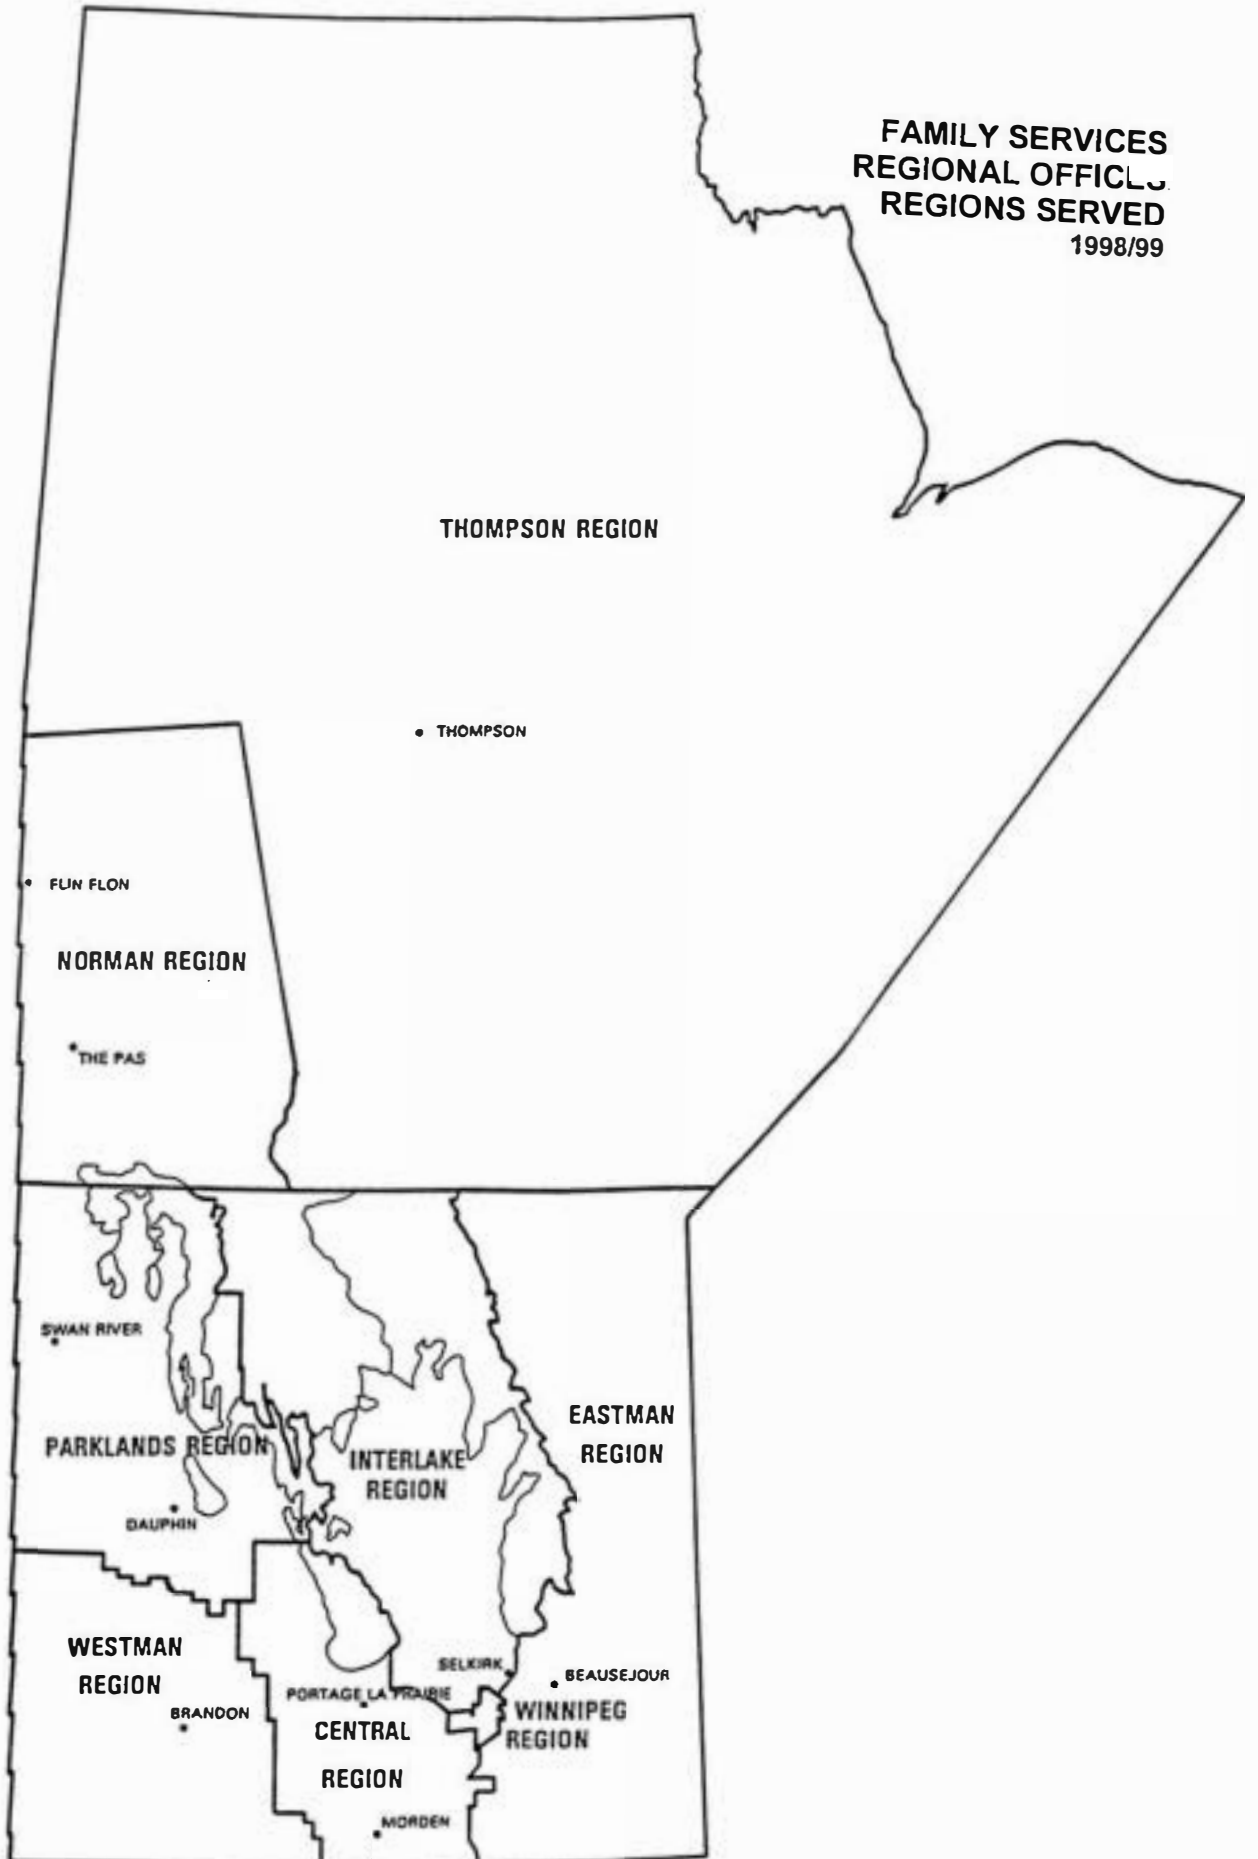 FAMILY SERVICES
REGIONAL OFFICES
REGIONS SERVED
1998/99
THOMPSON REGION
THOMPSON
FLIN FLON
NORMAN REGION
THE PAS
SWAN RIVER
EASTMAN
REGION
PARKLANDS REGION
INTERLAKE
REGION
DAUPHIN
WESTMAN
REGION
SELKIRK
BEAUSEJOUR
PORTAGE LA PRAIRIE
BRANDON
WINNIPEG
REGION
CENTRAL
REGION
MORDEN